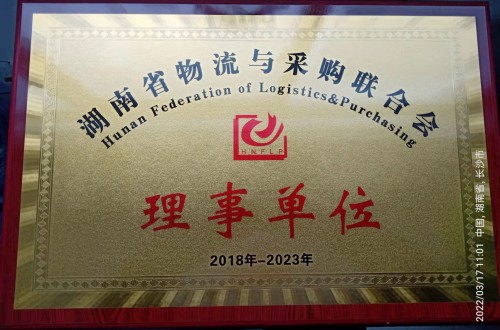 湖南省物流与采购联合会
Hunan Federation of Logistics&Purchasing
HNFLP
理事单位
2018年-2023年
2022/03/17 11:01 中国,湖南省,长沙市